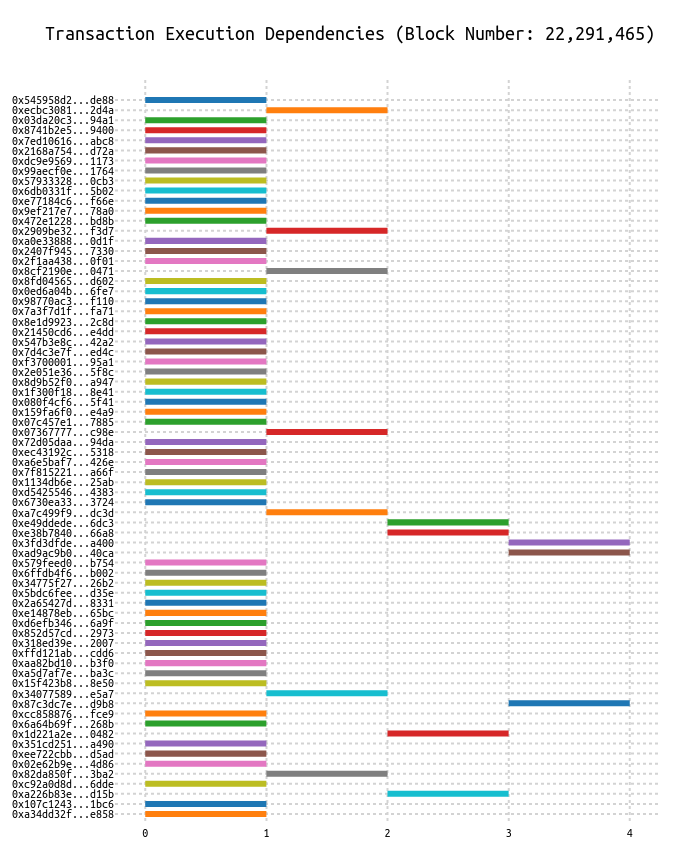 Transaction Execution Dependencies (Block Number: 22,291,465)
0x545958d2...de88
0xecbc3081...2d4a
0x03da20c3...94a1
0x8741b2e5...9400
0x7ed10616...abc8
0x2168a754...d72a
0xdc9e9569...1173
0x99aecf0e...1764
0x57933328...0cb3
0x6db0331f...5b02
0xe77184c6...f66e
0x9ef217e7...78a0
0x472e1228...bd8b
0x2909be32...f3d7
0xa0e33888...0d1f
0x2407f945...7330
0x2f1aa438...0f01
0x8cf2190e...0471
0x8fd04565...d602
0x0ed6a04b...6fe7
0x98770ac3...f110
0x7a3f7d1f...fa71
0x8e1d9923...2c8d
0x21450cd6...e4dd
0x547b3e8c...42a2
0x7d4c3e7f...ed4c
0xf3700001...95a1
0x2e051e36...5f8c
0x8d9b52f0...a947
0x1f300f18...8e41
0x080f4cf6...5f41
0x159fa6f0...e4a9
0x07c457e1...7885
0x07367777...c98e
0x72d05daa...94da
0xec43192c...5318
0xa6e5baf7...426e
0x7f815221...a66f
0x1134db6e...25ab
0xd5425546...4383
0x6730ea33...3724
0xa7c499f9...dc3d
0xe49ddede...6dc3
0xe38b7840...66a8
0x3fd3dfde...a400
0xad9ac9b0...40ca
0x579feed0...b754
0x6ffdb4f6...b002
0x34775f27...26b2
0x5bdc6fee...d35e
0x2a65427d...8331
0xe14878eb...65bc
0xd6efb346...6a9f
0x852d57cd...2973
0x318ed39e...2007
0xffd121ab...cdd6
0xaa82bd10...b3f0
0xa5d7af7e...ba3c
0x15f423b8...8e50
0x34077589...e5a7
0x87c3dc7e...d9b8
0xcc858876...fce9
0x6a64b69f...268b
0x1d221a2e...0482
0x351cd251...a490
0xee722cbb...d5ad
0x02e62b9e...4d86
0x82da850f...3ba2
0xc92a0d8d...6dde
0xa226b83e...d15b
0x107c1243...1bc6
0xa34dd32f...e858
0 1 2 3 4